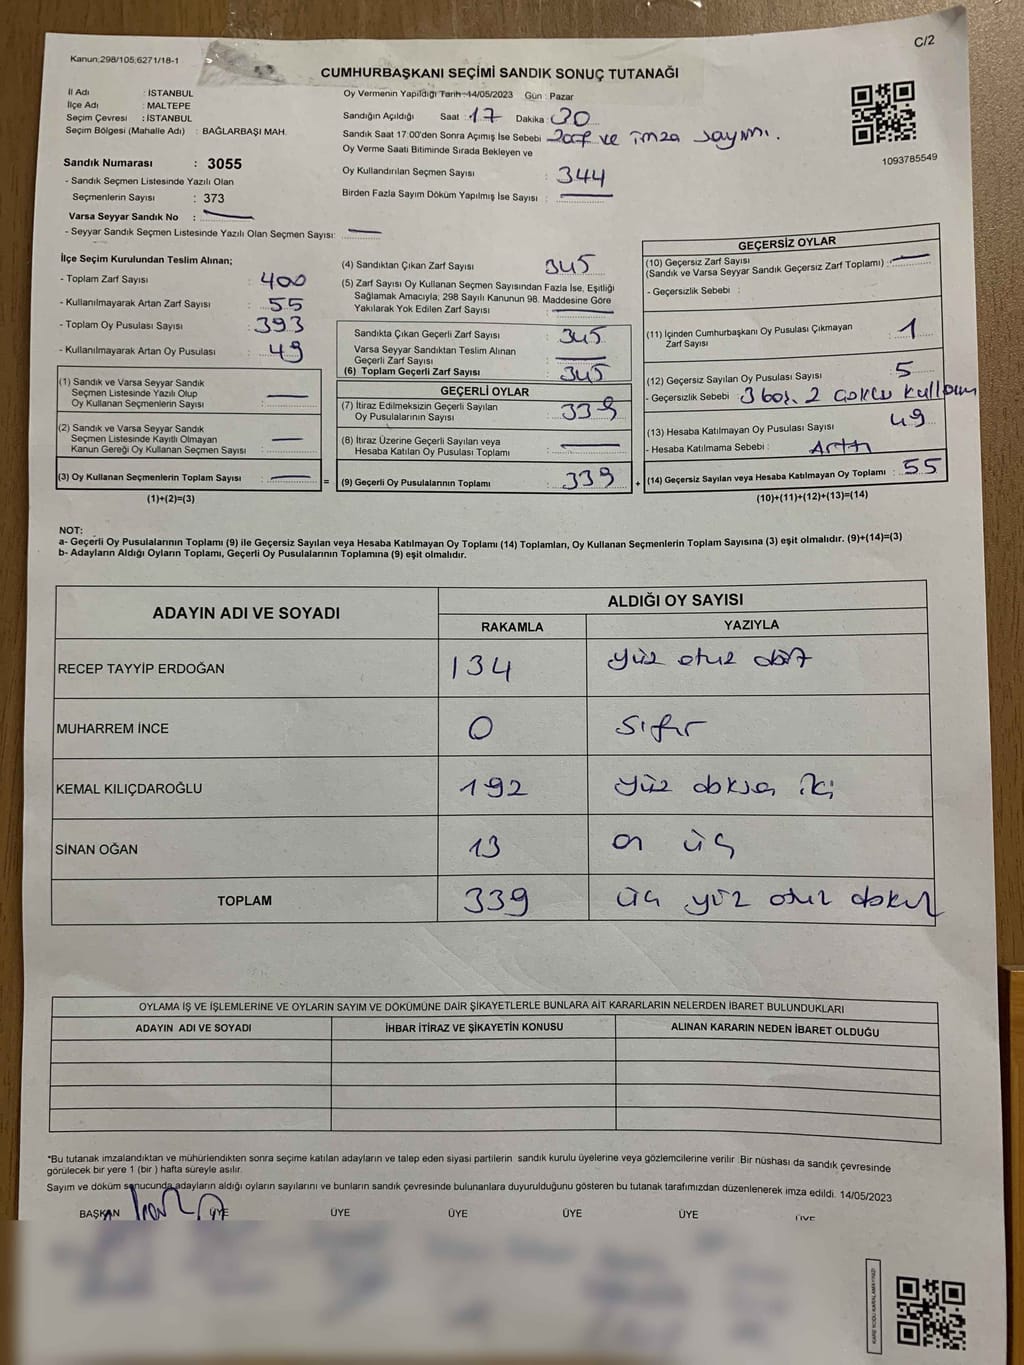 C/2
Kanun;298/105;6271/18-1
CUMHURBAŞKANI SEÇİMİ SANDIK SONUÇ TUTANAĞI
İl Adı : İSTANBUL
İlçe Adı : MALTEPE
Seçim Çevresi : İSTANBUL
Seçim Bölgesi (Mahalle Adı) : BAĞLARBAŞI MAH.
Sandık Numarası : 3055
- Sandık Seçmen Listesinde Yazılı Olan
Seçmenlerin Sayısı : 373
Varsa Seyyar Sandık No :
- Seyyar Sandık Seçmen Listesinde Yazılı Olan Seçmen Sayısı:
Oy Vermenin Yapıldığı Tarih :14/05/2023 Gün : Pazar
Sandığın Açıldığı Saat : 17 Dakika : 30
Sandık Saat 17:00'den Sonra Açımış İse Sebebi : Zarf ve imza sayımı.
Oy Verme Saati Bitiminde Sırada Bekleyen ve
Oy Kullandırılan Seçmen Sayısı : 344
Birden Fazla Sayım Döküm Yapılmış İse Sayısı :
1093785549
İlçe Seçim Kurulundan Teslim Alınan;
- Toplam Zarf Sayısı : 400
- Kullanılmayarak Artan Zarf Sayısı : 55
- Toplam Oy Pusulası Sayısı : 393
- Kullanılmayarak Artan Oy Pusulası : 49
(1) Sandık ve Varsa Seyyar Sandık
Seçmen Listesinde Yazılı Olup
Oy Kullanan Seçmenlerin Sayısı :
(2) Sandık ve Varsa Seyyar Sandık
Seçmen Listesinde Kayıtlı Olmayan
Kanun Gereği Oy Kullanan Seçmen Sayısı :
(3) Oy Kullanan Seçmenlerin Toplam Sayısı : =
(1)+(2)=(3)
(4) Sandıktan Çıkan Zarf Sayısı : 345
(5) Zarf Sayısı Oy Kullanan Seçmen Sayısından Fazla İse, Eşitliği
Sağlamak Amacıyla, 298 Sayılı Kanunun 98. Maddesine Göre
Yakılarak Yok Edilen Zarf Sayısı :
Sandıkta Çıkan Geçerli Zarf Sayısı : 345
Varsa Seyyar Sandıktan Teslim Alınan
Geçerli Zarf Sayısı :
(6) Toplam Geçerli Zarf Sayısı : 345
GEÇERLİ OYLAR
(7) İtiraz Edilmeksizin Geçerli Sayılan
Oy Pusulalarının Sayısı : 339
(8) İtiraz Üzerine Geçerli Sayılan veya
Hesaba Katılan Oy Pusulası Toplamı :
(9) Geçerli Oy Pusulalarının Toplamı : 339 +
GEÇERSİZ OYLAR
(10) Geçersiz Zarf Sayısı
(Sandık ve Varsa Seyyar Sandık Geçersiz Zarf Toplamı) :
- Geçersizlik Sebebi :
(11) İçinden Cumhurbaşkanı Oy Pusulası Çıkmayan
Zarf Sayısı : 1
(12) Geçersiz Sayılan Oy Pusulası Sayısı : 5
- Geçersizlik Sebebi : 3 boş. 2 çoklu kullanım
(13) Hesaba Katılmayan Oy Pusulası Sayısı : 49
- Hesaba Katılmama Sebebi : Arttı
(14) Geçersiz Sayılan veya Hesaba Katılmayan Oy Toplamı : 55
(10)+(11)+(12)+(13)=(14)
NOT:
a- Geçerli Oy Pusulalarının Toplamı (9) ile Geçersiz Sayılan veya Hesaba Katılmayan Oy Toplamı (14) Toplamları, Oy Kullanan Seçmenlerin Toplam Sayısına (3) eşit olmalıdır. (9)+(14)=(3)
b- Adayların Aldığı Oyların Toplamı, Geçerli Oy Pusulalarının Toplamına (9) eşit olmalıdır.
ADAYIN ADI VE SOYADI ALDIĞI OY SAYISI
RAKAMLA YAZIYLA
RECEP TAYYİP ERDOĞAN 134 yüz otuz dört
MUHARREM İNCE 0 sıfır
KEMAL KILIÇDAROĞLU 192 yüz doksan iki
SİNAN OĞAN 13 on üç
TOPLAM 339 üç yüz otuz dokuz
OYLAMA İŞ VE İŞLEMLERİNE VE OYLARIN SAYIM VE DÖKÜMÜNE DAİR ŞİKAYETLERLE BUNLARA AİT KARARLARIN NELERDEN İBARET BULUNDUKLARI
ADAYIN ADI VE SOYADI İHBAR İTİRAZ VE ŞİKAYETİN KONUSU ALINAN KARARIN NEDEN İBARET OLDUĞU
*Bu tutanak imzalandıktan ve mühürlendikten sonra seçime katılan adayların ve talep eden siyasi partilerin sandık kurulu üyelerine veya gözlemcilerine verilir .Bir nüshası da sandık çevresinde
görülecek bir yere 1 (bir ) hafta süreyle asılır.
Sayım ve döküm sonucunda adayların aldığı oyların sayılarını ve bunların sandık çevresinde bulunanlara duyurulduğunu gösteren bu tutanak tarafımızdan düzenlenerek imza edildi. 14/05/2023
BAŞKAN ÜYE ÜYE ÜYE ÜYE ÜYE ÜYE
KARE KODU KARALAMAYINIZ!